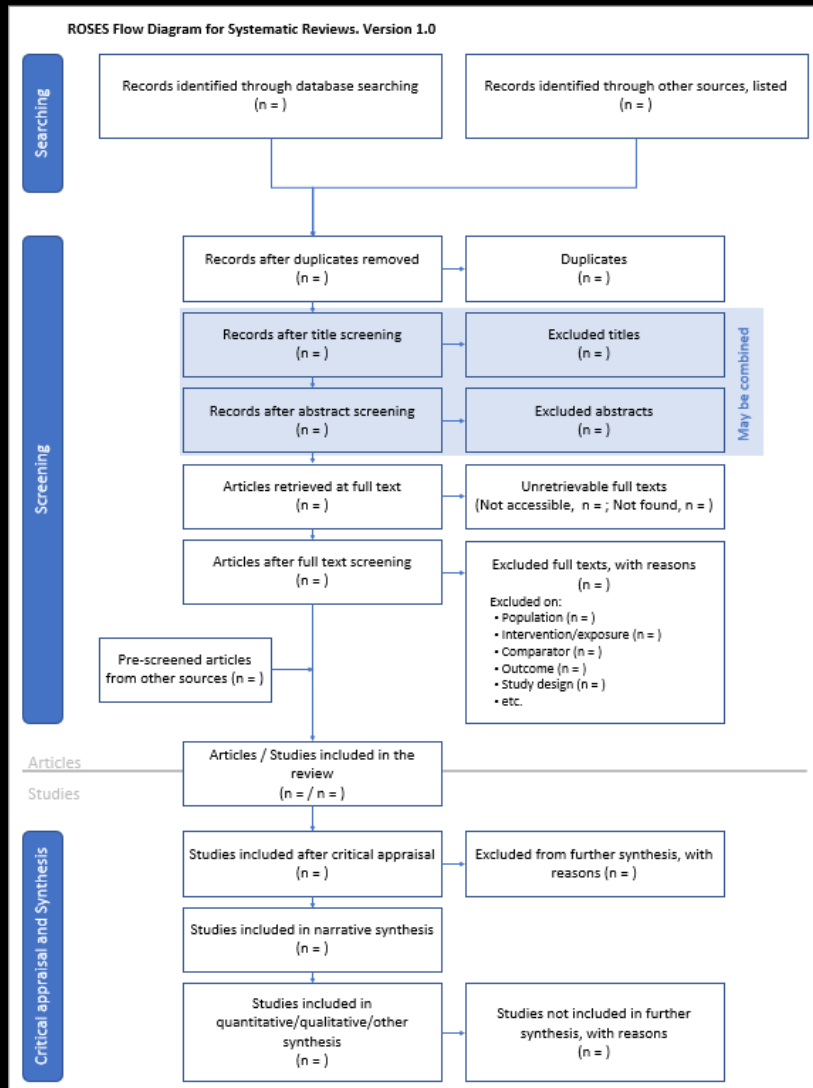 ROSES Flow Diagram for Systematic Reviews. Version 1.0
Searching
Records identified through database searching
(n = )
Records identified through other sources, listed
(n = )
Screening
Records after duplicates removed
(n = )
Duplicates
(n = )
Records after title screening
(n = )
Excluded titles
(n = )
Records after abstract screening
(n = )
Excluded abstracts
(n = )
May be combined
Articles retrieved at full text
(n = )
Unretrievable full texts
(Not accessible, n = ; Not found, n = )
Articles after full text screening
(n = )
Excluded full texts, with reasons
(n = )
Excluded on:
• Population (n = )
• Intervention/exposure (n = )
• Comparator (n = )
• Outcome (n = )
• Study design (n = )
• etc.
Pre-screened articles
from other sources (n = )
Articles
Articles / Studies included in the
review
(n = / n = )
Studies
Critical appraisal and Synthesis
Studies included after critical appraisal
(n = )
Excluded from further synthesis, with
reasons (n = )
Studies included in narrative synthesis
(n = )
Studies included in
quantitative/qualitative/other
synthesis
(n = )
Studies not included in further
synthesis, with reasons
(n = )